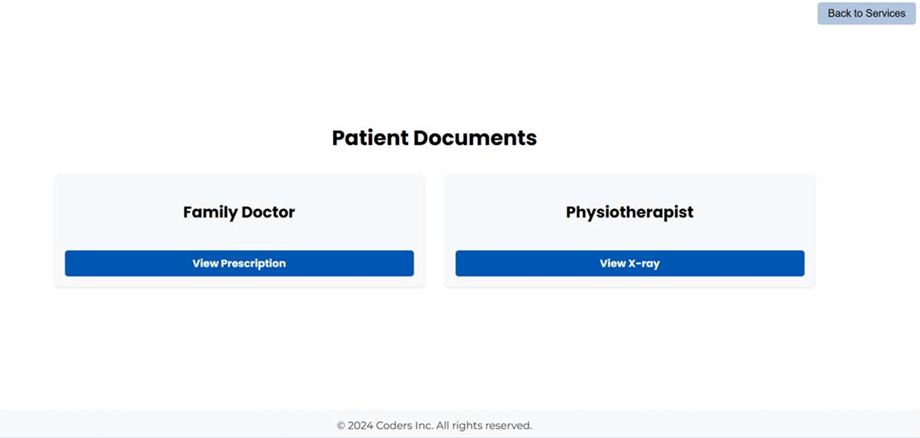 Back to Services
Patient Documents
Family Doctor
Physiotherapist
View Prescription
View X-ray
© 2024 Coders Inc. All rights reserved.